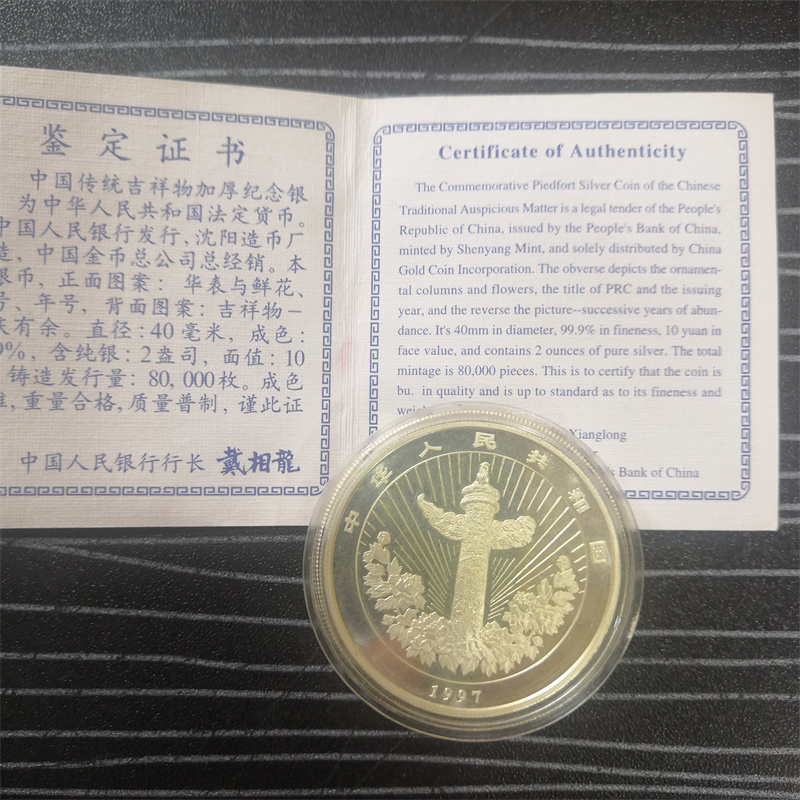 鉴定证书
中国传统吉祥物加厚纪念银
为中华人民共和国法定货币。
中国人民银行发行,沈阳造币厂
造,中国金币总公司总经销。本
银币,正面图案:华表与鲜花、
号、年号,背面图案:吉祥物—
庆有余。直径:40毫米,成色:
9%,含纯银:2盎司,面值:10
铸造发行量:80,000枚。成色
准,重量合格,质量普制,谨此证
中国人民银行行长 戴相龍
Certificate of Authenticity
The Commemorative Piedfort Silver Coin of the Chinese
Traditional Auspicious Matter is a legal tender of the People's
Republic of China, issued by the People's Bank of China,
minted by Shenyang Mint, and solely distributed by China
Gold Coin Incorporation. The obverse depicts the ornamen-
tal columns and flowers, the title of PRC and the issuing
year, and the reverse the picture--successive years of abun-
dance. It's 40mm in diameter, 99.9% in fineness, 10 yuan in
face value, and contains 2 ounces of pure silver. The total
mintage is 80,000 pieces. This is to certify that the coin is
bu. in quality and is up to standard as to its fineness and
Xianglong
Bank of China
中华人民共和国
1997